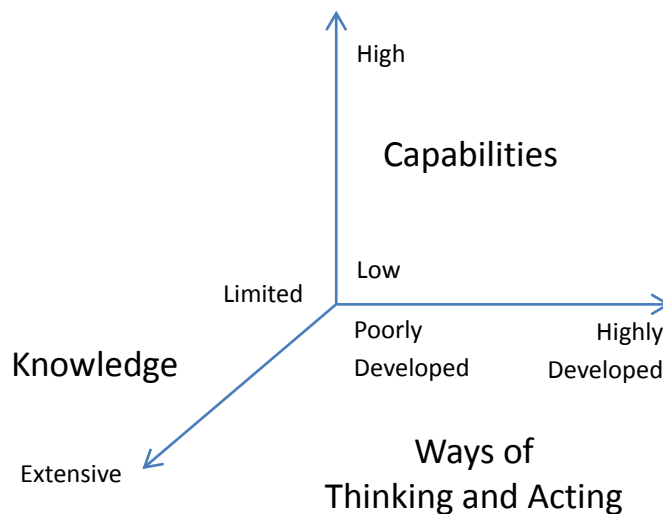 High
Capabilities
Low
Limited
Poorly
Developed
Highly
Developed
Knowledge
Extensive
Ways of
Thinking and Acting